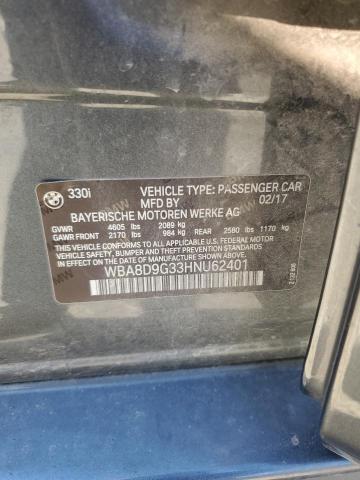 330i VEHICLE TYPE: PASSENGER CAR
MFD BY 02/17
BAYERISCHE MOTOREN WERKE AG
GVWR 4605 lbs 2089 kg
GAWR FRONT 2170 lbs 984 kg REAR 2580 lbs 1170 kg
THIS VEHICLE CONFORMS TO ALL APPLICABLE U.S. FEDERAL MOTOR
VEHICLE SAFETY, BUMPER AND THEFT PREVENTION STANDARDS
IN EFFECT ON THE DATE OF MANUFACTURE SHOWN ABOVE.
WBA8D9G33HNU62401